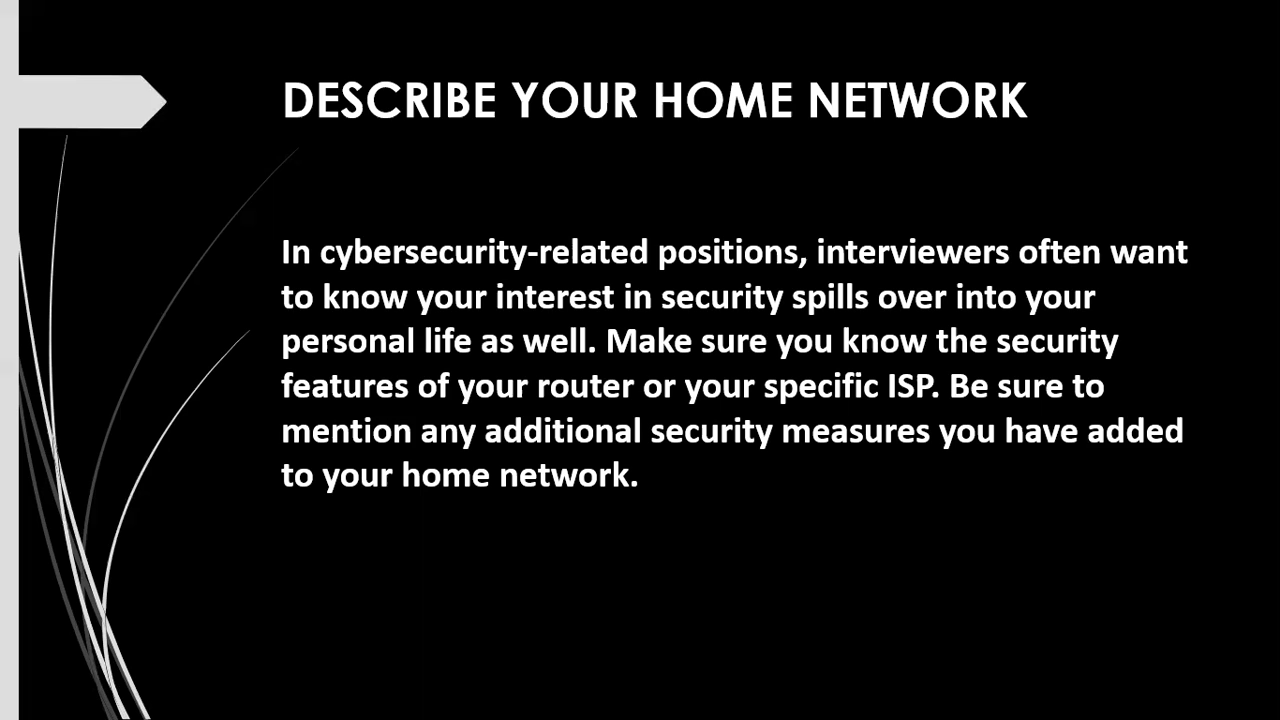 DESCRIBE YOUR HOME NETWORK
In cybersecurity-related positions, interviewers often want
to know your interest in security spills over into your
personal life as well. Make sure you know the security
features of your router or your specific ISP. Be sure to
mention any additional security measures you have added
to your home network.